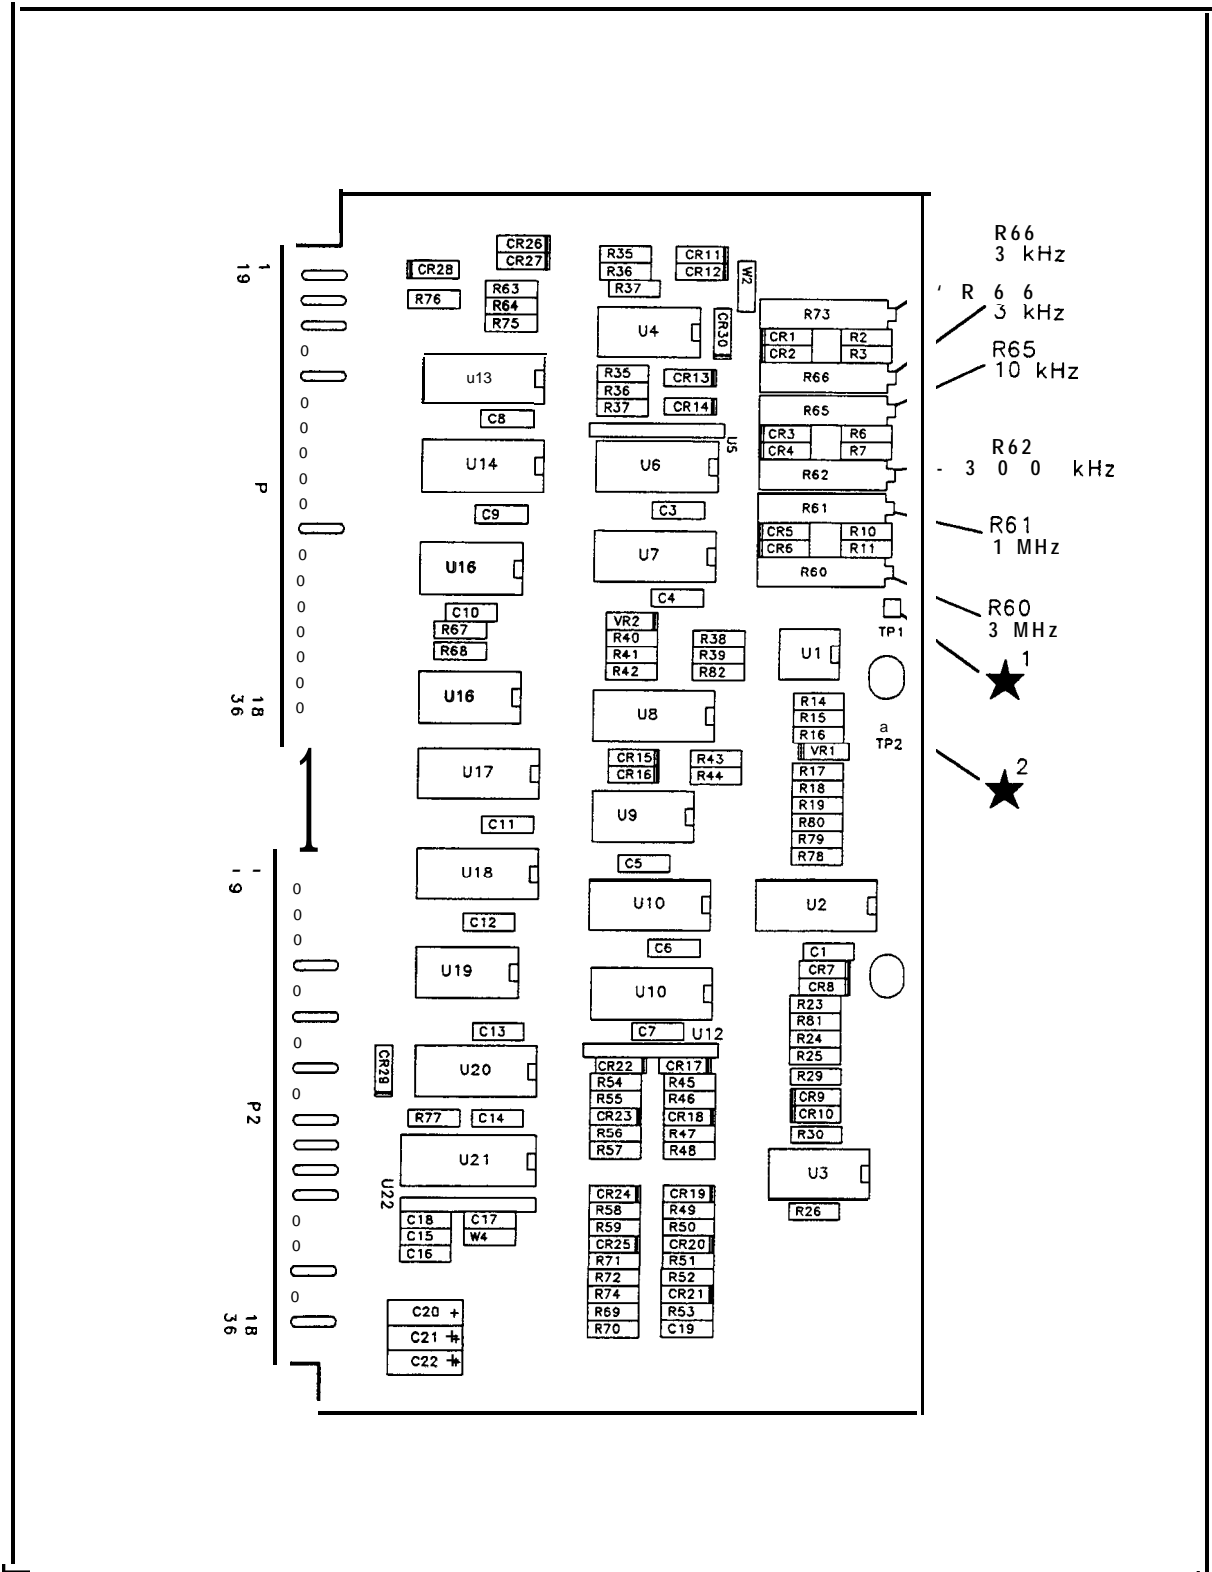 CR26
CR27
CR28
R76
R63
R64
R75
R35
R36
R37
CR11
CR12
W2
U4
CR30
R73
CR1
CR2
R2
R3
R66
R66
3 kHz
' R 6 6
3 kHz
R65
10 kHz
1
19
u13
C8
R35
R36
R37
CR13
CR14
U5
R65
CR3
CR4
R6
R7
R62
R62
- 3 0 0 kHz
U14
C9
U6
C3
R61
CR5
CR6
R10
R11
R60
R61
1 MHz
P
U16
C10
R67
R68
U7
C4
VR2
R40
R41
R42
R38
R39
R82
TP1
U1
R60
3 MHz
★ 1
18
36
U16
U8
R14
R15
R16
VR1
a
TP2
★ 2
1
U17
C11
CR15
CR16
R43
R44
U9
R17
R18
R19
R80
R79
R78
C5
1
19
U18
C12
U10
C6
U2
C1
CR7
CR8
U19
C13
U10
C7
U12
R23
R81
R24
R25
R29
CR9
CR10
R30
CR29
U20
R77
C14
P2
CR22
R54
R55
CR23
R56
R57
CR17
R45
R46
CR18
R47
R48
U21
U22
C18
C15
C16
C17
W4
CR24
R58
R59
CR25
R71
R72
R74
R69
R70
CR19
R49
R50
CR20
R51
R52
CR21
R53
C19
U3
R26
18
36
C20 +
C21 +
C22 +